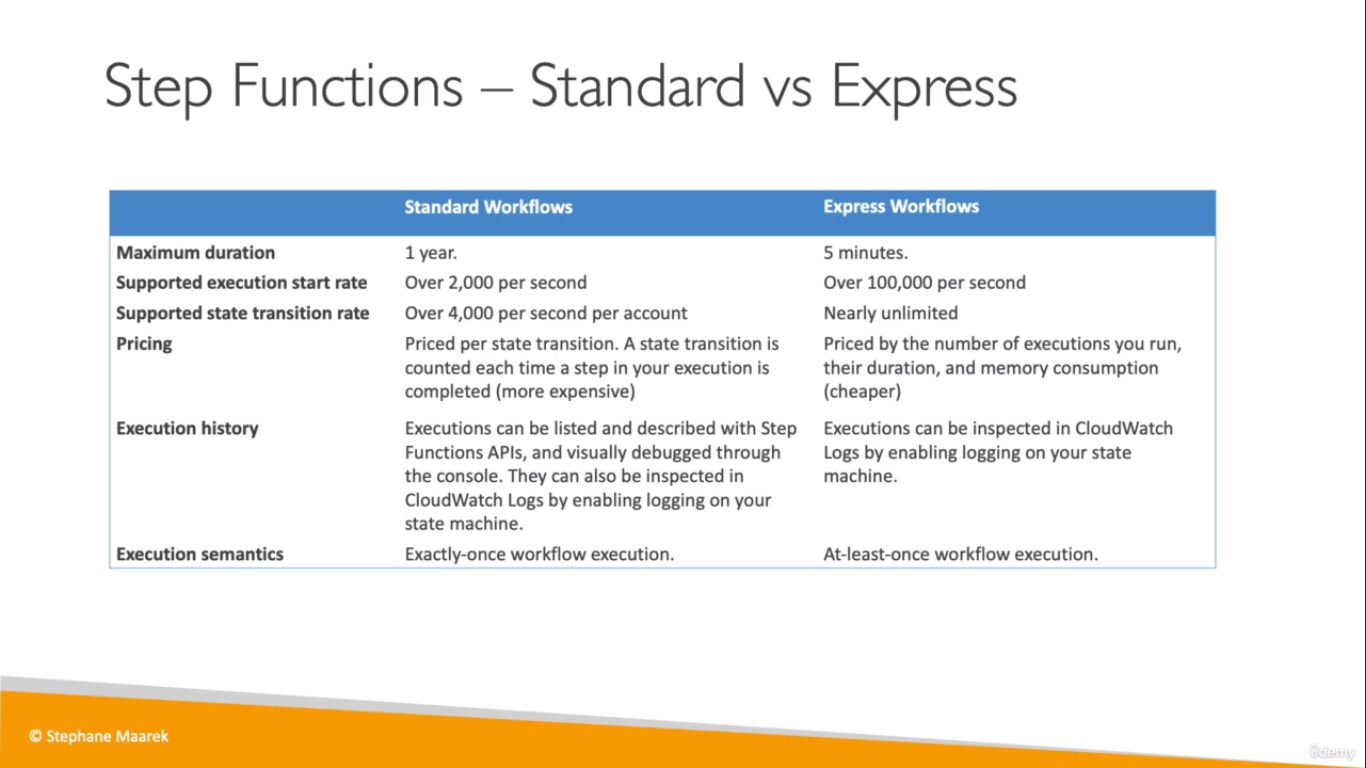 Step Functions – Standard vs Express
Standard Workflows
Express Workflows
Maximum duration
1 year.
5 minutes.
Supported execution start rate
Over 2,000 per second
Over 100,000 per second
Supported state transition rate
Over 4,000 per second per account
Nearly unlimited
Pricing
Priced per state transition. A state transition is
counted each time a step in your execution is
completed (more expensive)
Priced by the number of executions you run,
their duration, and memory consumption
(cheaper)
Execution history
Executions can be listed and described with Step
Functions APIs, and visually debugged through
the console. They can also be inspected in
CloudWatch Logs by enabling logging on your
state machine.
Executions can be inspected in CloudWatch
Logs by enabling logging on your state
machine.
Execution semantics
Exactly-once workflow execution.
At-least-once workflow execution.
© Stephane Maarek
ûdemy